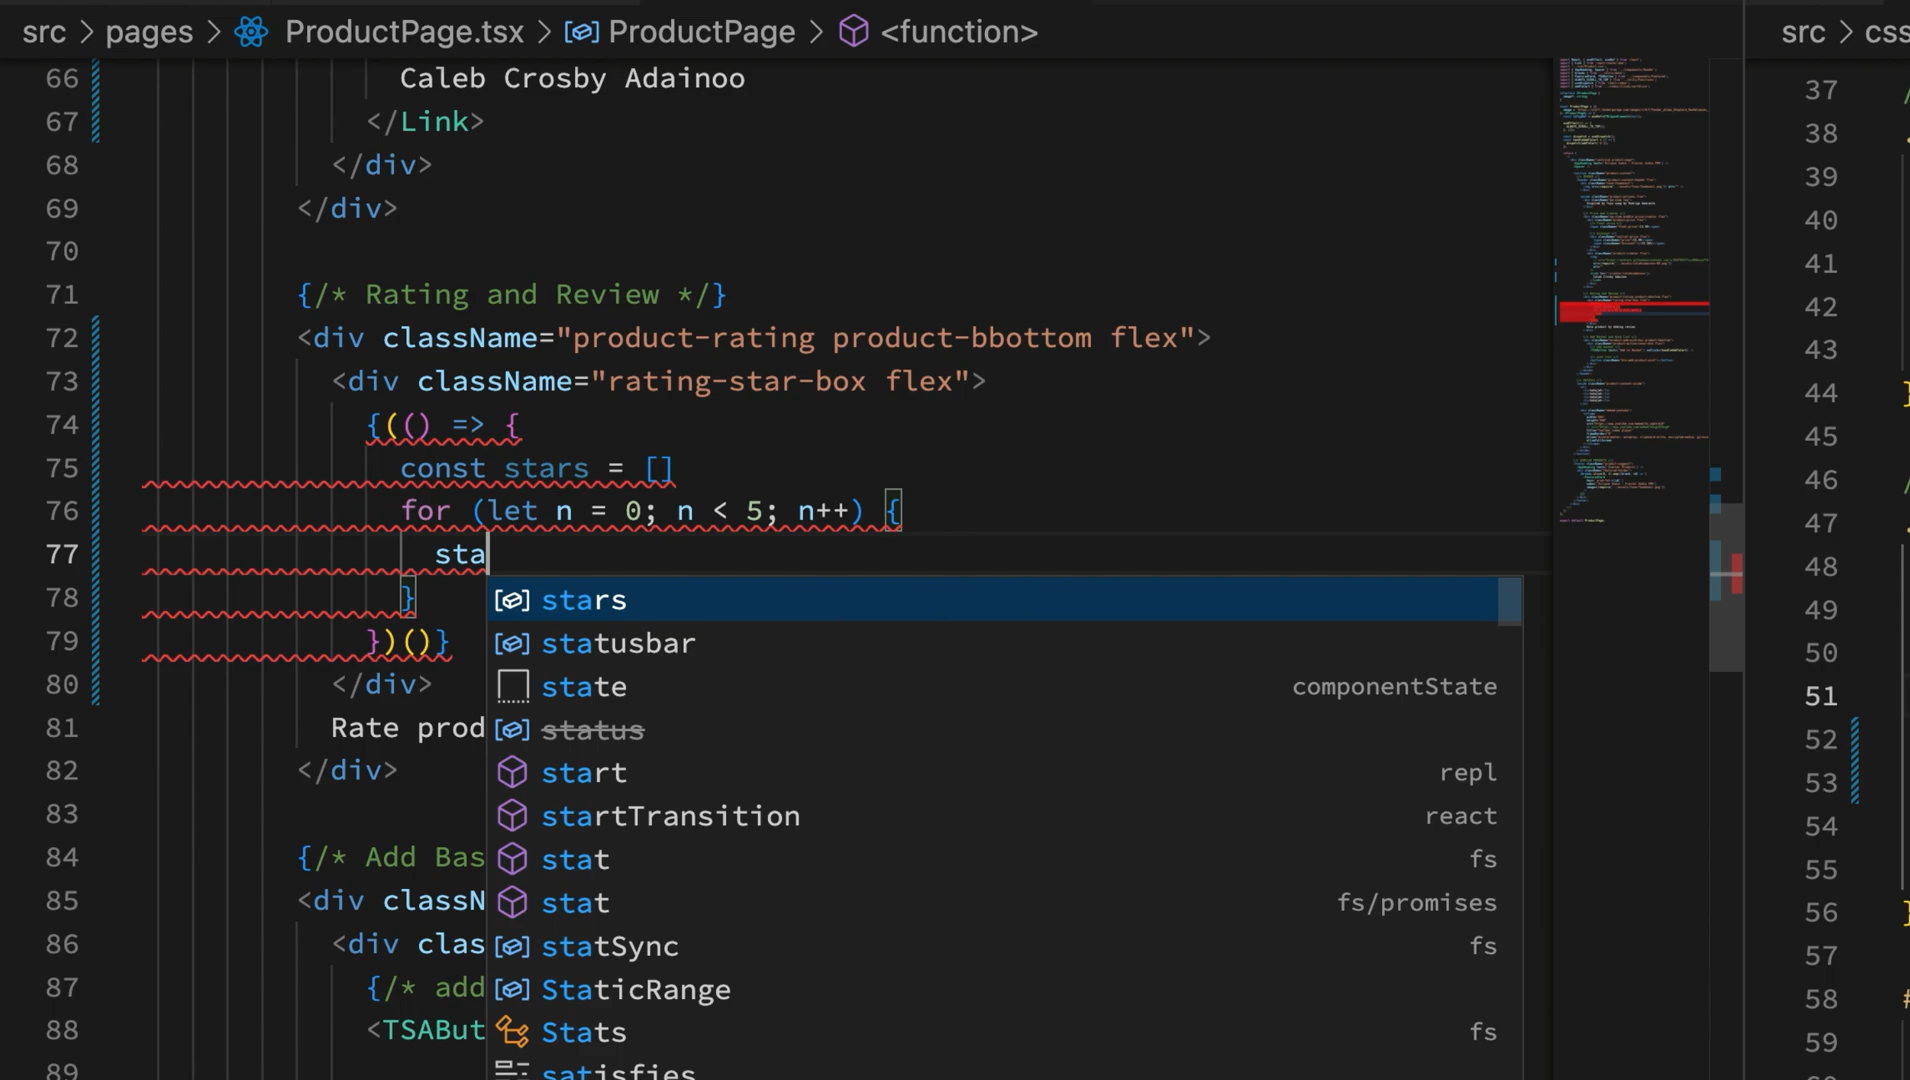 src > pages > ProductPage.tsx > ProductPage > <function>
src > css
66 Caleb Crosby Adainoo
67 </Link>
68 </div>
69 </div>
70
71 {/* Rating and Review */}
72 <div className="product-rating product-bbottom flex">
73 <div className="rating-star-box flex">
74 {(() => {
75 const stars = []
76 for (let n = 0; n < 5; n++) {
77 sta
78 }
79 })()}
80 </div>
81 Rate prod
82 </div>
83
84 {/* Add Bas
85 <div classN
86 <div clas
87 {/* add
88 <TSABut
89
stars
statusbar
state componentState
status
start repl
startTransition react
stat fs
stat fs/promises
statSync fs
StaticRange
Stats fs
satisfies
37
38
39
40
41
42
43
44 }
45
46
47
48
49
50
51
52
53
54
55
56 }
57
58 #
59